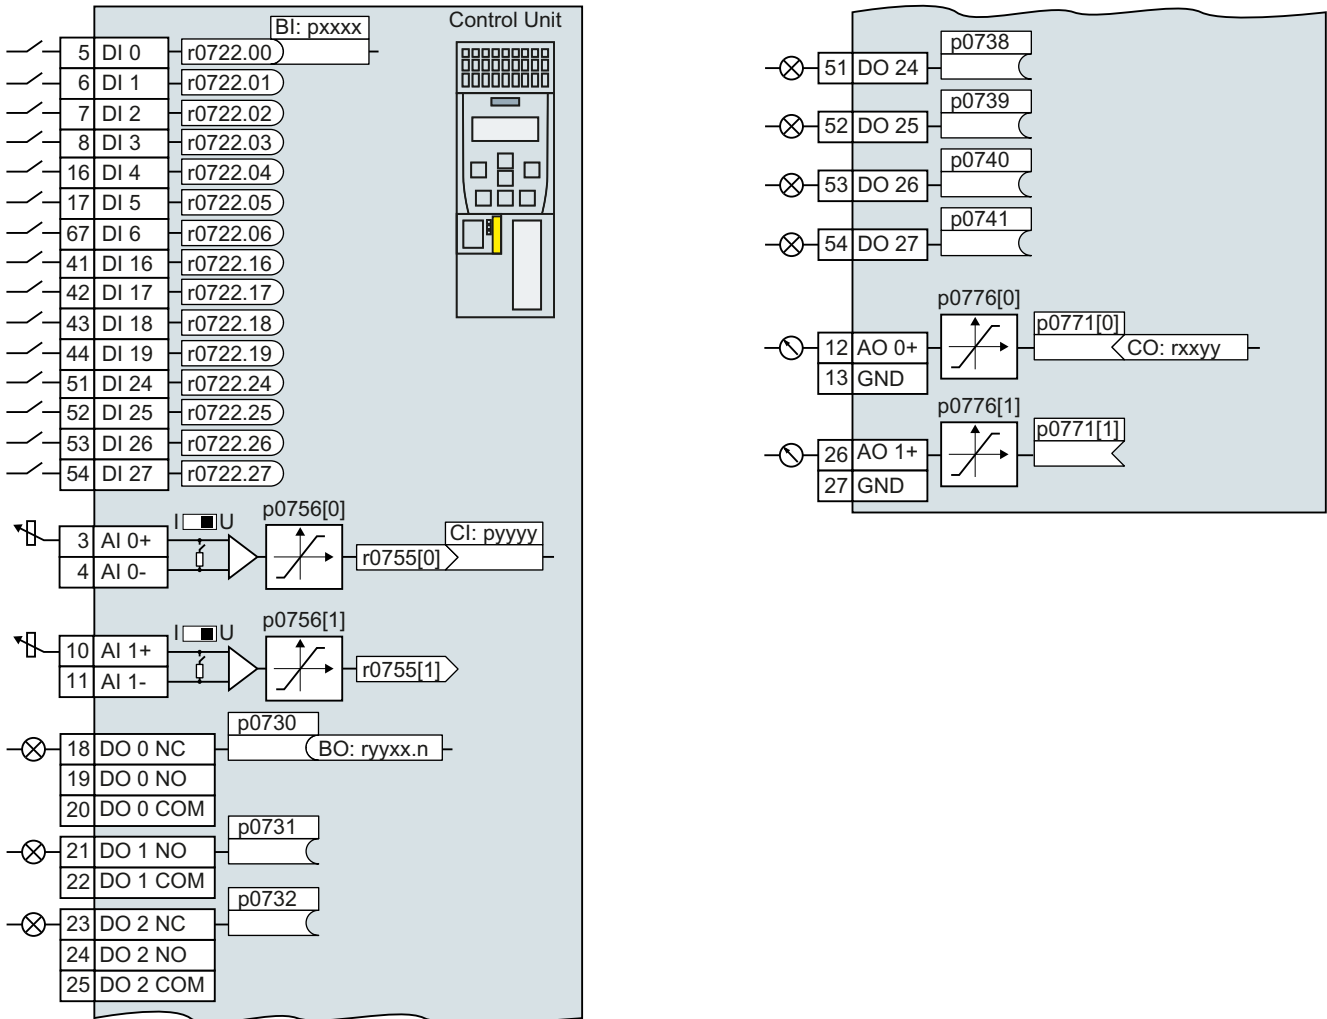 Control Unit
BI: pxxxx
5 DI 0 r0722.00
6 DI 1 r0722.01
7 DI 2 r0722.02
8 DI 3 r0722.03
16 DI 4 r0722.04
17 DI 5 r0722.05
67 DI 6 r0722.06
41 DI 16 r0722.16
42 DI 17 r0722.17
43 DI 18 r0722.18
44 DI 19 r0722.19
51 DI 24 r0722.24
52 DI 25 r0722.25
53 DI 26 r0722.26
54 DI 27 r0722.27
I U p0756[0]
CI: pyyyy
3 AI 0+
r0755[0]
4 AI 0-
I U p0756[1]
10 AI 1+
r0755[1]
11 AI 1-
p0730
18 DO 0 NC BO: ryyxx.n
19 DO 0 NO
20 DO 0 COM
p0731
21 DO 1 NO
22 DO 1 COM
p0732
23 DO 2 NC
24 DO 2 NO
25 DO 2 COM
p0738
51 DO 24
p0739
52 DO 25
p0740
53 DO 26
p0741
54 DO 27
p0776[0]
p0771[0]
12 AO 0+ CO: rxxyy
13 GND
p0776[1]
p0771[1]
26 AO 1+
27 GND